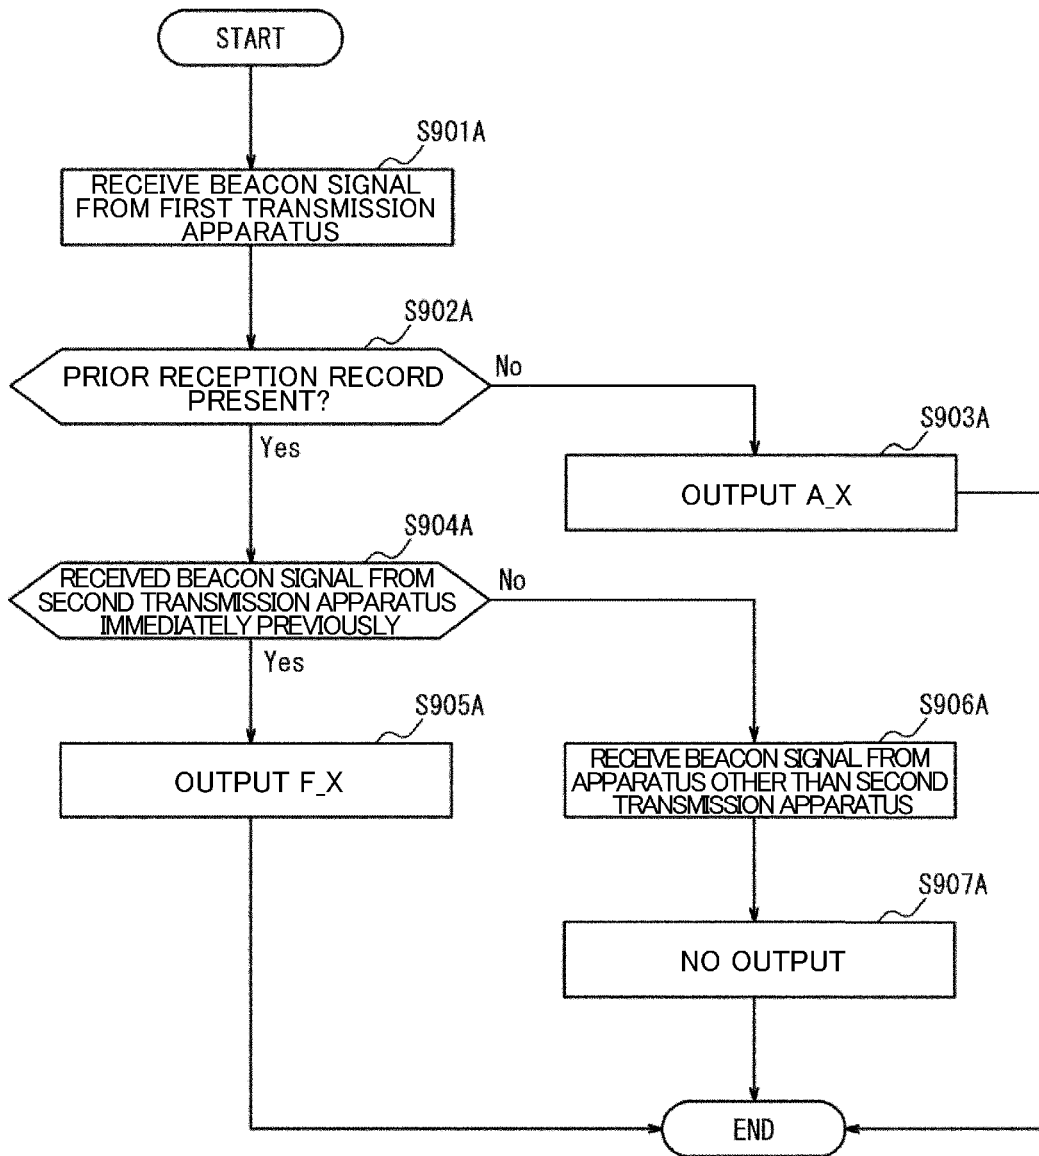 START
S901A
RECEIVE BEACON SIGNAL
FROM FIRST TRANSMISSION
APPARATUS
S902A
PRIOR RECEPTION RECORD
PRESENT?
No
Yes
S903A
OUTPUT A_X
S904A
RECEIVED BEACON SIGNAL FROM
SECOND TRANSMISSION APPARATUS
IMMEDIATELY PREVIOUSLY
No
Yes
S905A
OUTPUT F_X
S906A
RECEIVE BEACON SIGNAL FROM
APPARATUS OTHER THAN SECOND
TRANSMISSION APPARATUS
S907A
NO OUTPUT
END